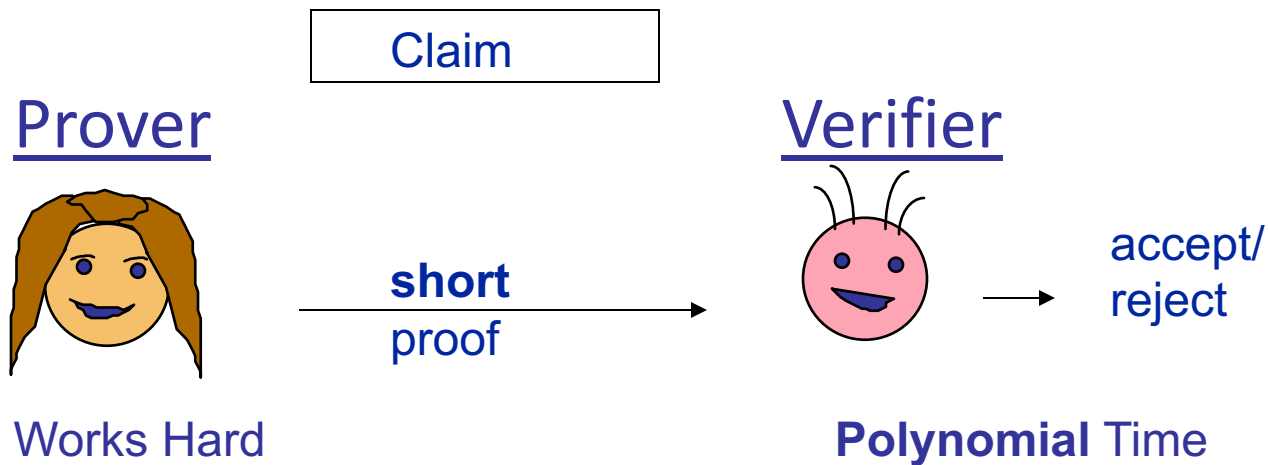 Claim
Prover
Verifier
short
proof
accept/
reject
Works Hard
Polynomial Time